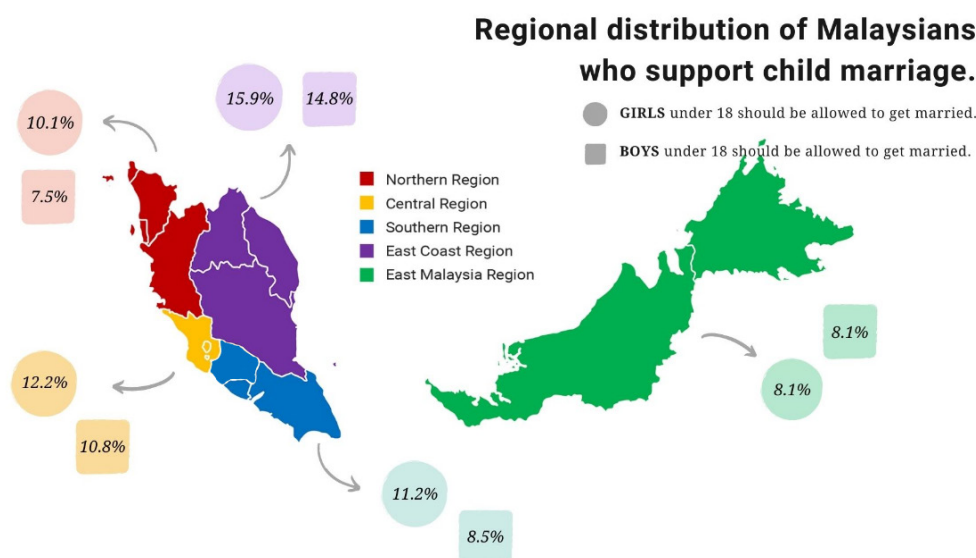 Regional distribution of Malaysians
who support child marriage.
GIRLS under 18 should be allowed to get married.
BOYS under 18 should be allowed to get married.
15.9%
14.8%
10.1%
7.5%
Northern Region
Central Region
Southern Region
East Coast Region
East Malaysia Region
8.1%
8.1%
12.2%
10.8%
11.2%
8.5%